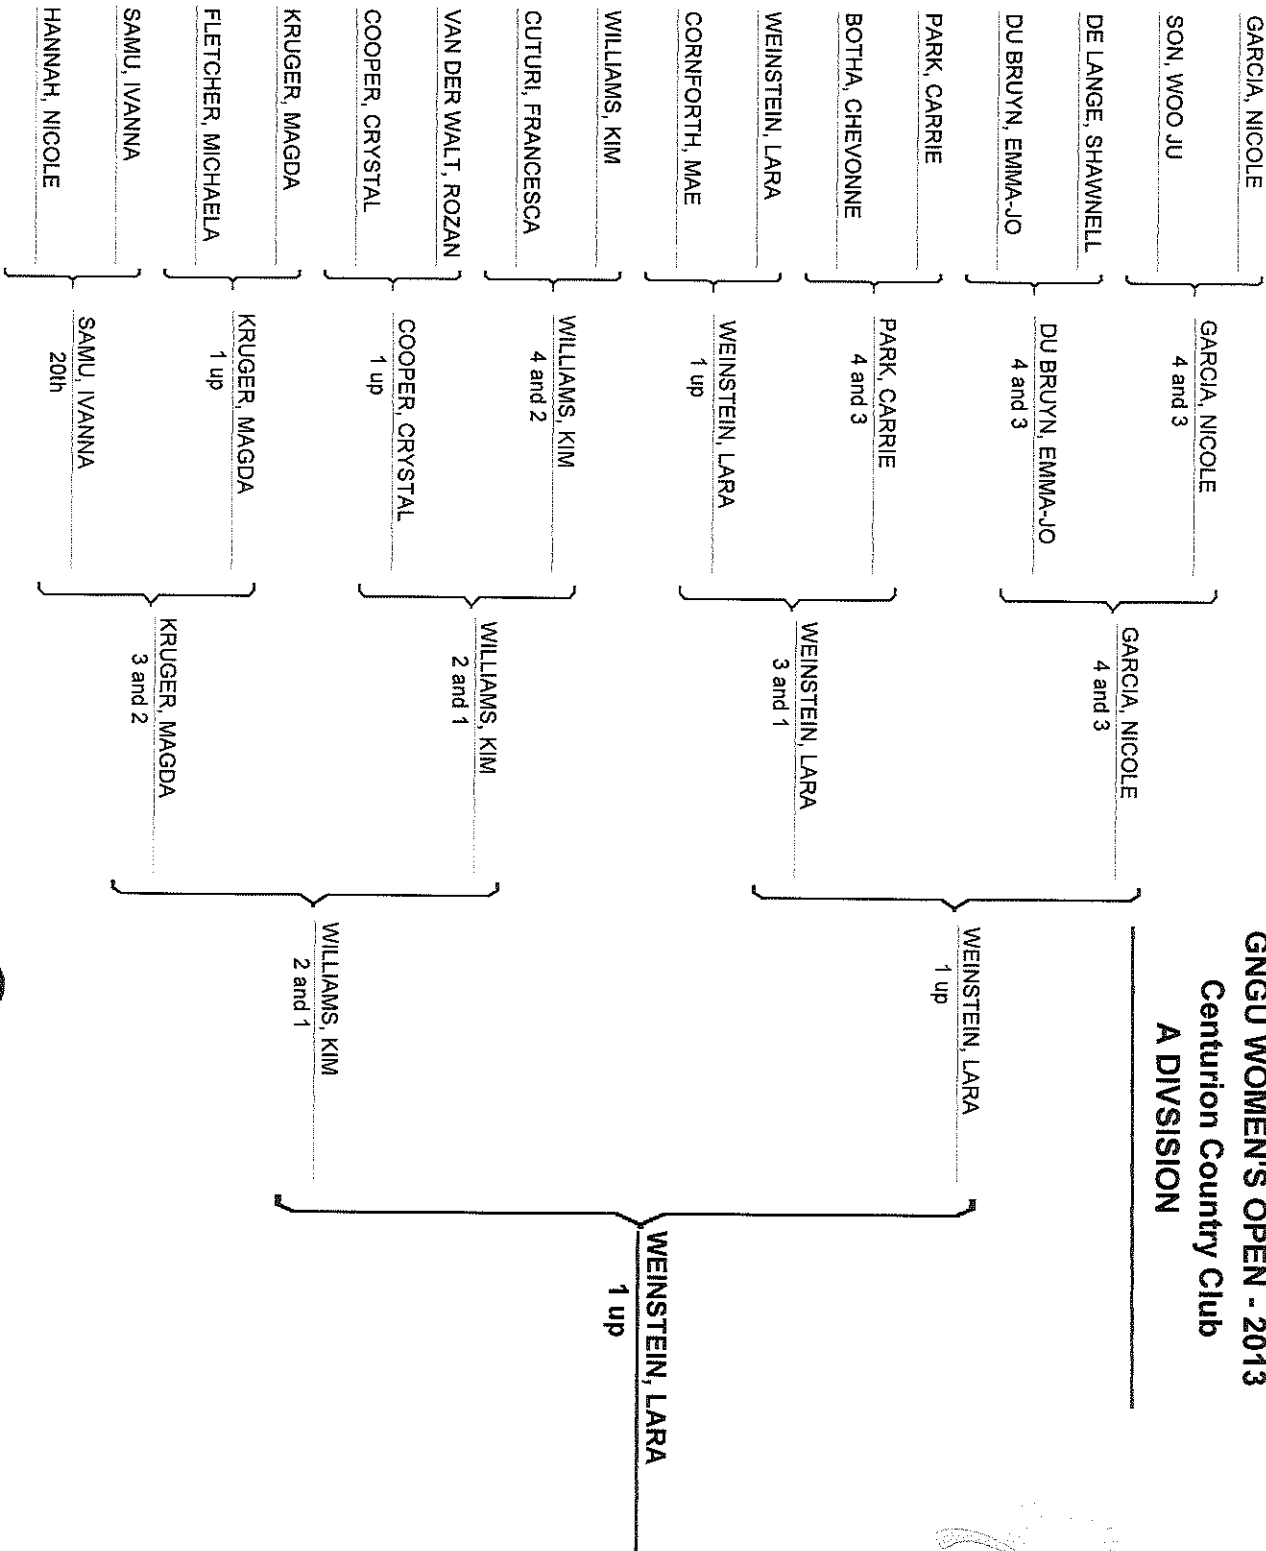 GNGU WOMEN'S OPEN - 2013
Centurion Country Club
A DIVSISION
GARCIA, NICOLE
SON, WOO JU
DE LANGE, SHAWNELL
DU BRUYN, EMMA-JO
PARK, CARRIE
BOTHA, CHEVONNE
WEINSTEIN, LARA
CORNFORTH, MAE
WILLIAMS, KIM
CUTURI, FRANCESCA
VAN DER WALT, ROZAN
COOPER, CRYSTAL
KRUGER, MAGDA
FLETCHER, MICHAELA
SAMU, IVANNA
HANNAH, NICOLE
GARCIA, NICOLE
4 and 3
DU BRUYN, EMMA-JO
4 and 3
PARK, CARRIE
4 and 3
WEINSTEIN, LARA
1 up
WILLIAMS, KIM
4 and 2
COOPER, CRYSTAL
1 up
KRUGER, MAGDA
1 up
SAMU, IVANNA
20th
GARCIA, NICOLE
4 and 3
WEINSTEIN, LARA
3 and 1
WILLIAMS, KIM
2 and 1
KRUGER, MAGDA
3 and 2
WEINSTEIN, LARA
1 up
WILLIAMS, KIM
2 and 1
WEINSTEIN, LARA
1 up